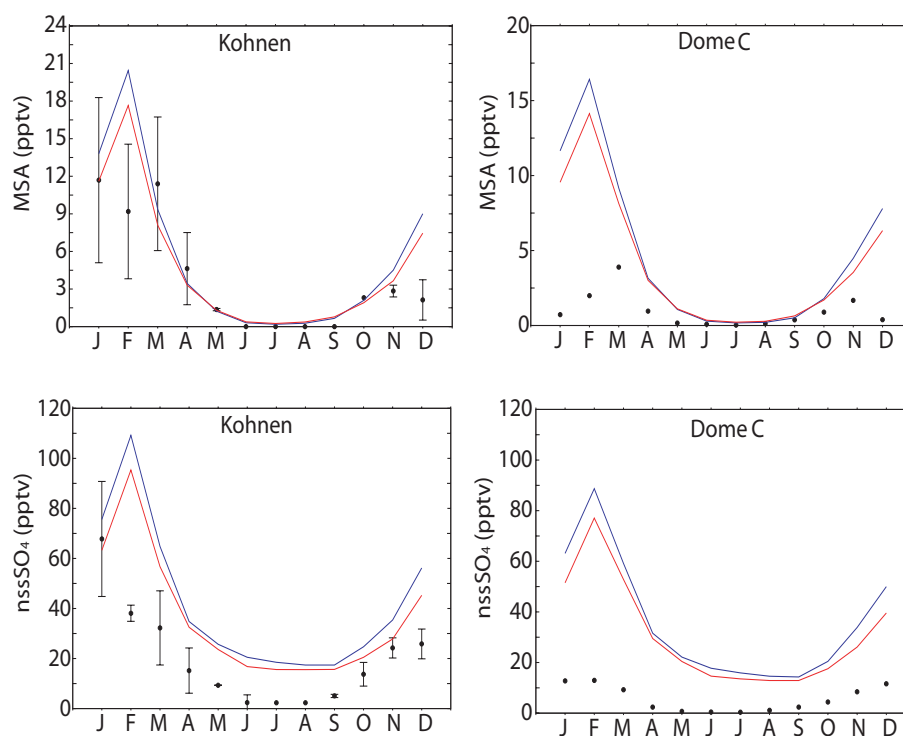 Kohnen
MSA (pptv)
24
21
18
15
12
9
6
3
0
J F M A M J J A S O N D
Dome C
MSA (pptv)
20
15
10
5
0
J F M A M J J A S O N D
Kohnen
nssSO₄ (pptv)
120
100
80
60
40
20
0
J F M A M J J A S O N D
Dome C
nssSO₄ (pptv)
120
100
80
60
40
20
0
J F M A M J J A S O N D